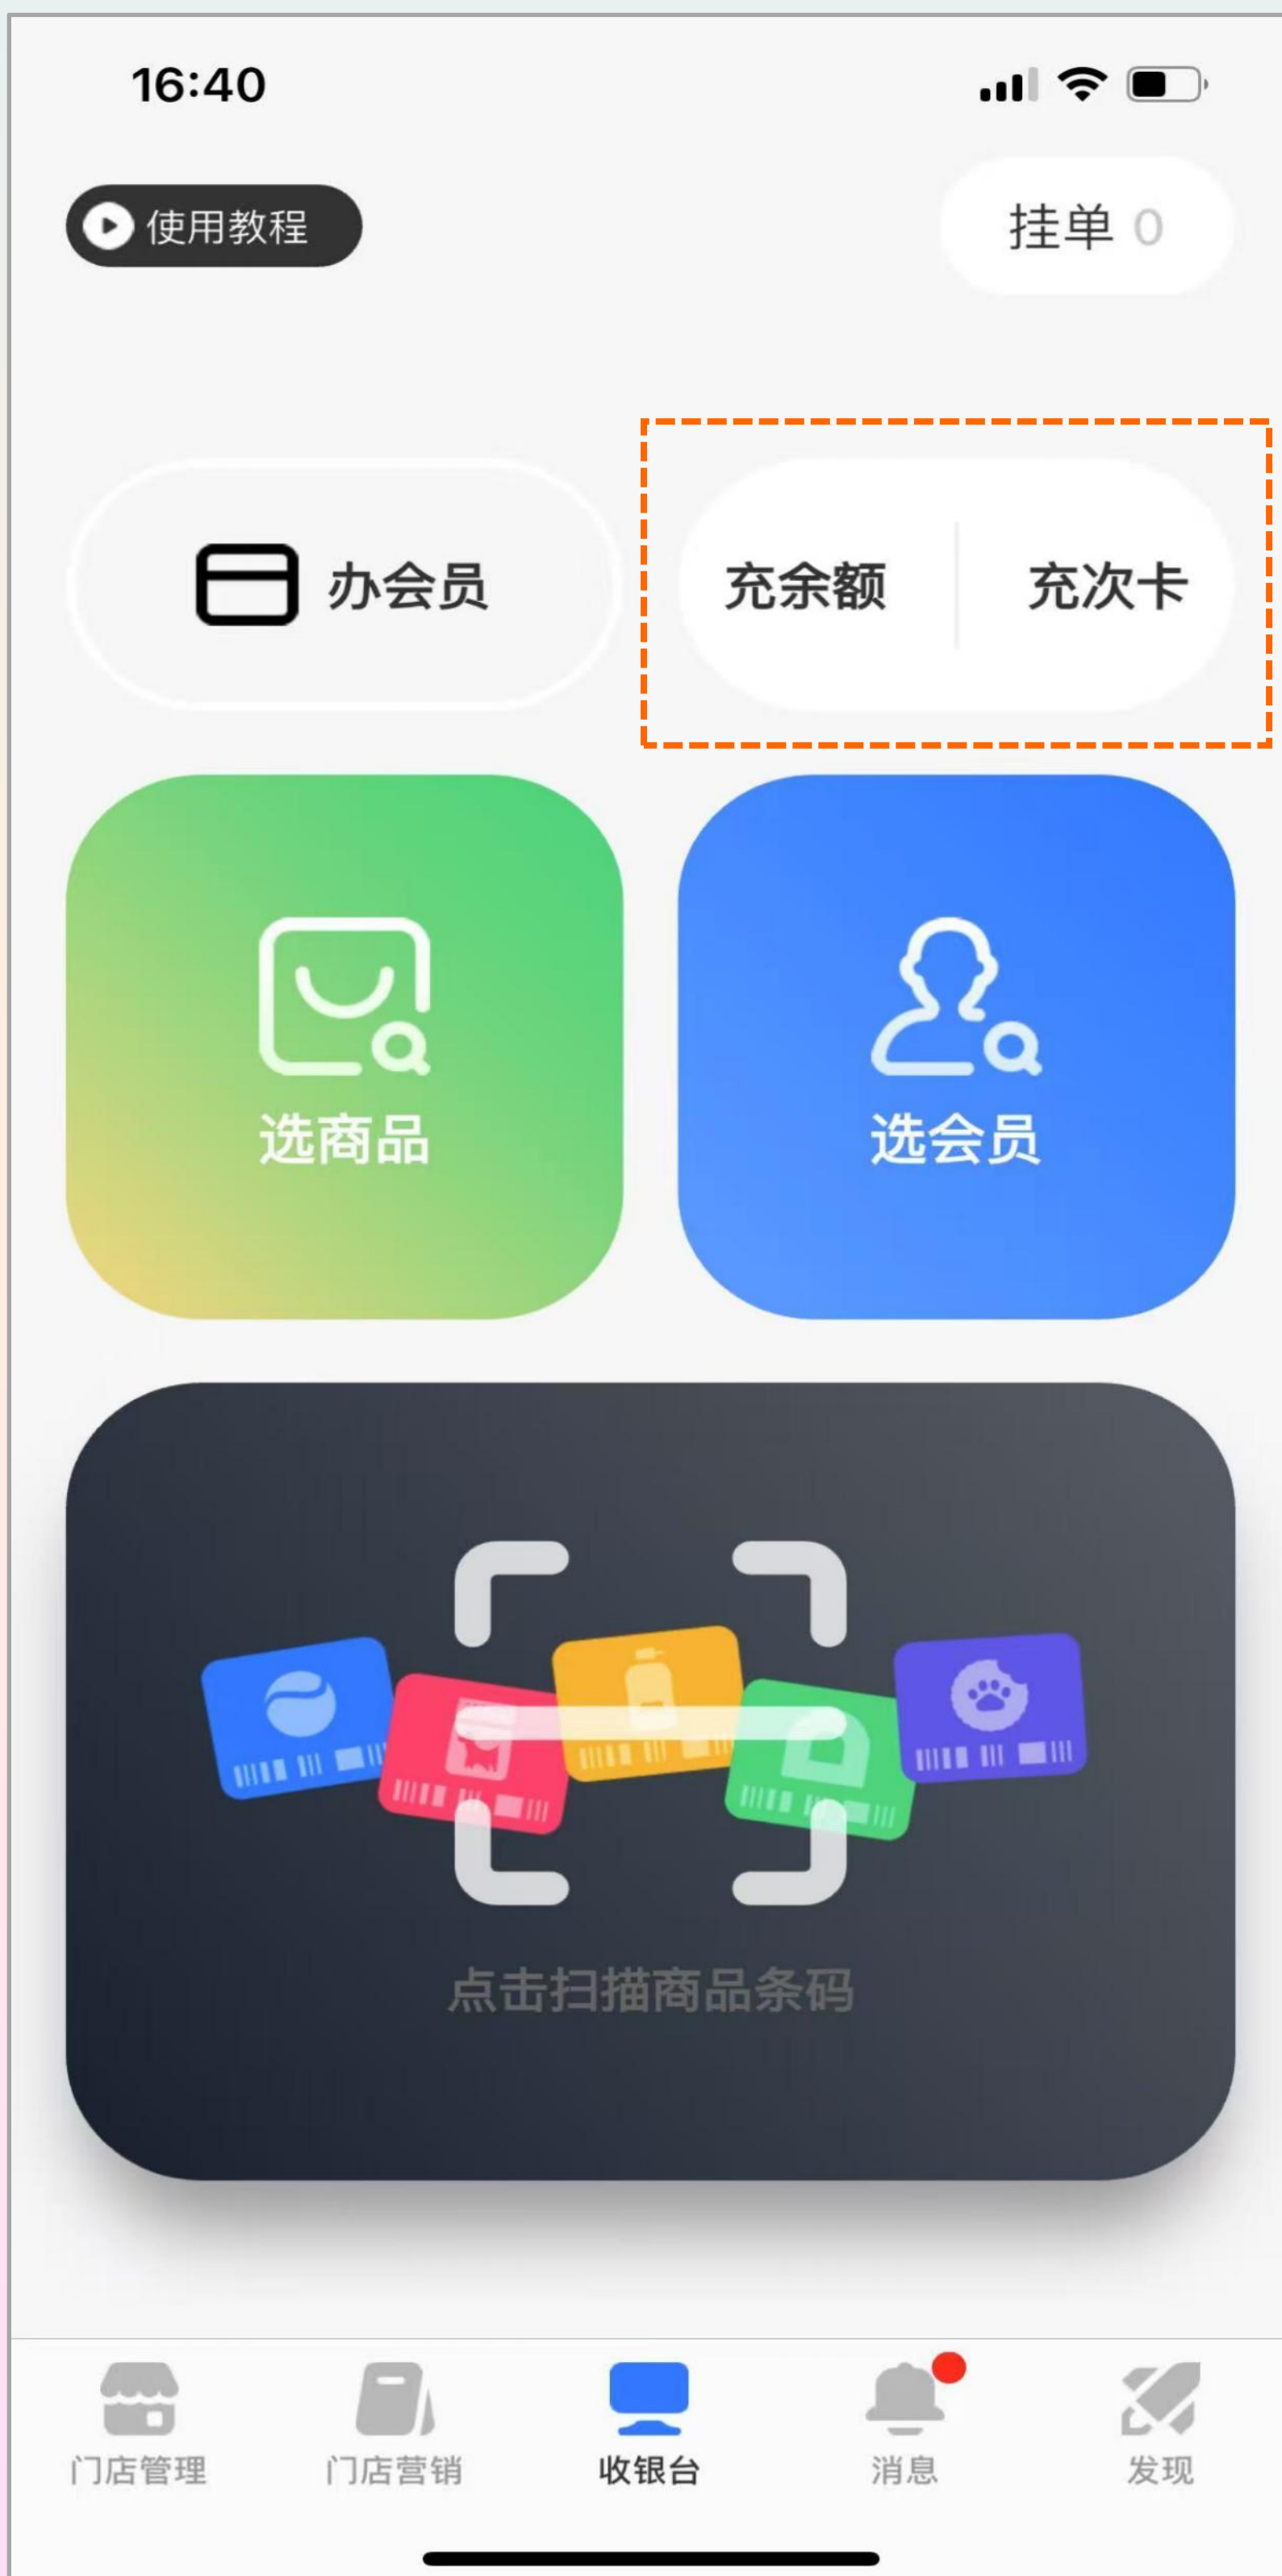 16:40
使用教程
挂单 0
办会员
充余额
充次卡
选商品
选会员
点击扫描商品条码
门店管理
门店营销
收银台
消息
发现